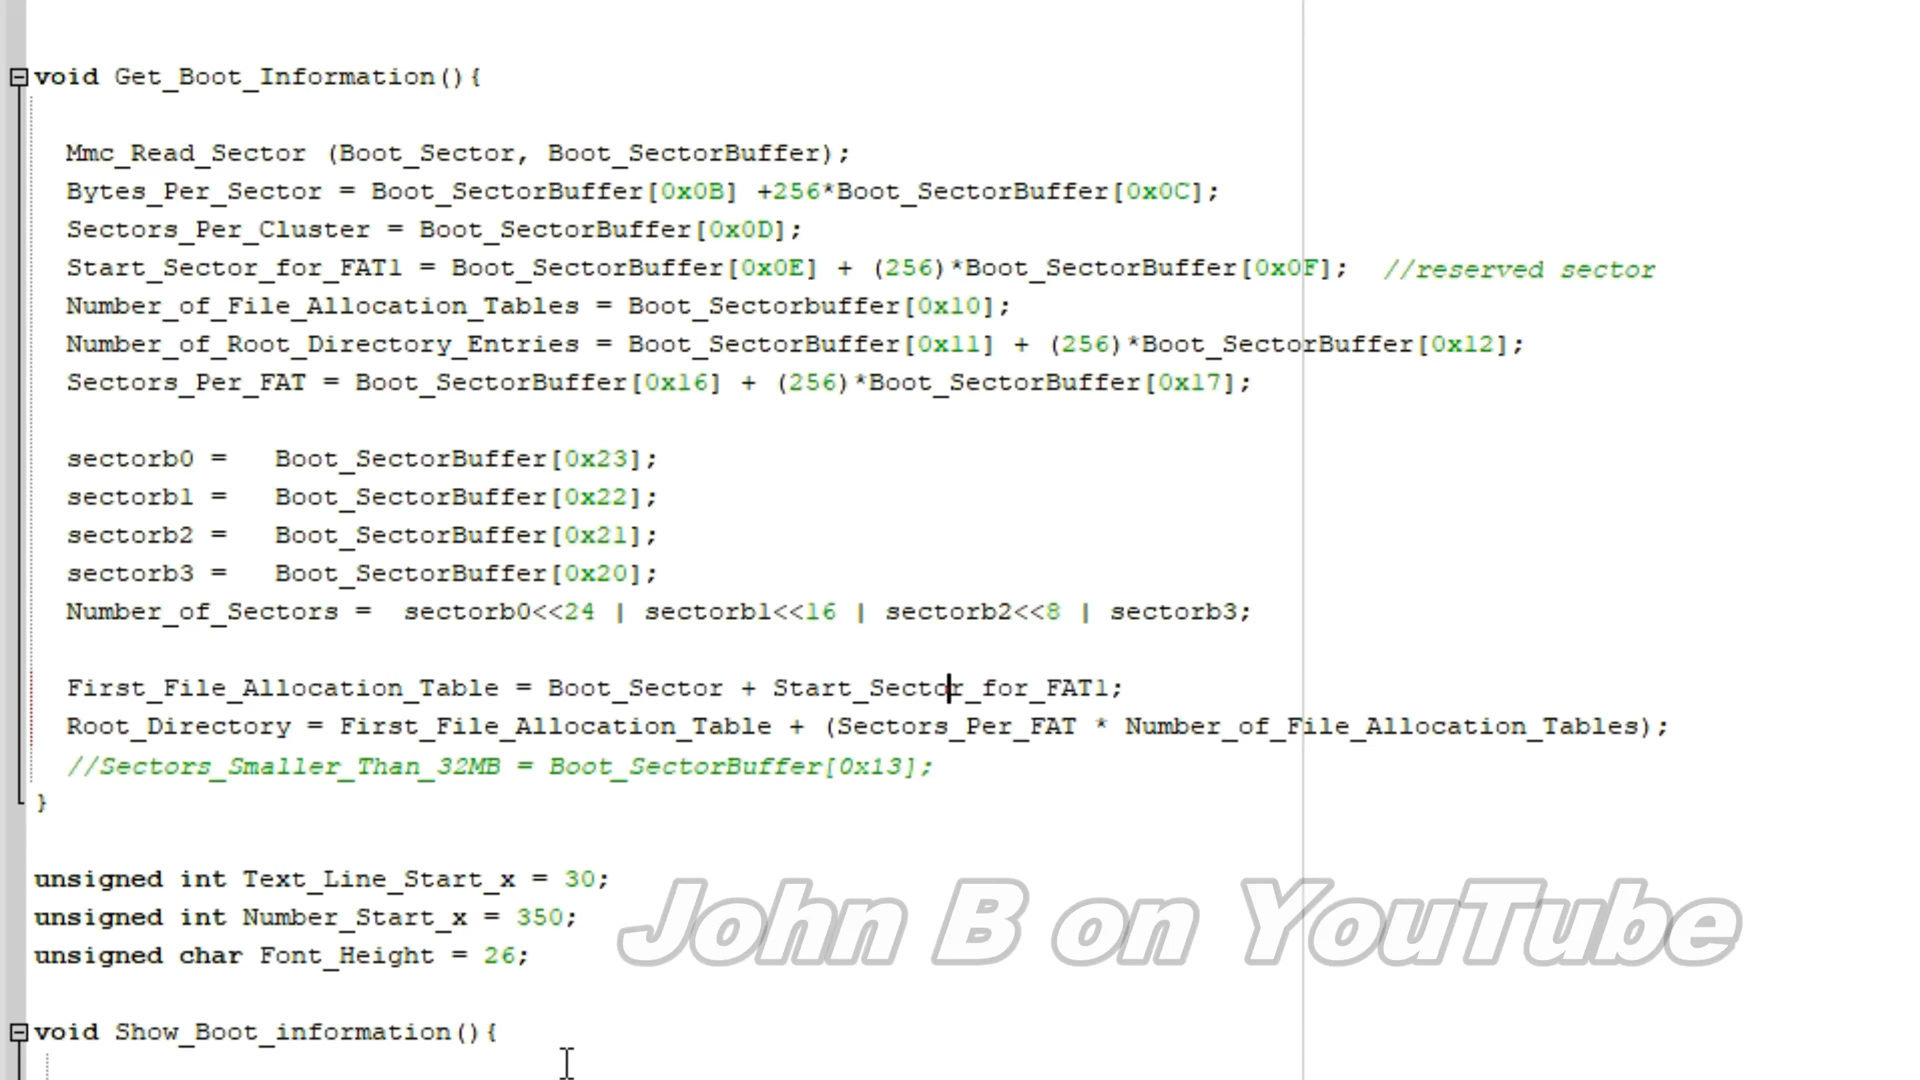 void Get_Boot_Information(){
Mmc_Read_Sector (Boot_Sector, Boot_SectorBuffer);
Bytes_Per_Sector = Boot_SectorBuffer[0x0B] +256*Boot_SectorBuffer[0x0C];
Sectors_Per_Cluster = Boot_SectorBuffer[0x0D];
Start_Sector_for_FAT1 = Boot_SectorBuffer[0x0E] + (256)*Boot_SectorBuffer[0x0F];  //reserved sector
Number_of_File_Allocation_Tables = Boot_Sectorbuffer[0x10];
Number_of_Root_Directory_Entries = Boot_SectorBuffer[0x11] + (256)*Boot_SectorBuffer[0x12];
Sectors_Per_FAT = Boot_SectorBuffer[0x16] + (256)*Boot_SectorBuffer[0x17];
sectorb0 =   Boot_SectorBuffer[0x23];
sectorb1 =   Boot_SectorBuffer[0x22];
sectorb2 =   Boot_SectorBuffer[0x21];
sectorb3 =   Boot_SectorBuffer[0x20];
Number_of_Sectors =  sectorb0<<24 | sectorb1<<16 | sectorb2<<8 | sectorb3;
First_File_Allocation_Table = Boot_Sector + Start_Sector_for_FAT1;
Root_Directory = First_File_Allocation_Table + (Sectors_Per_FAT * Number_of_File_Allocation_Tables);
//Sectors_Smaller_Than_32MB = Boot_SectorBuffer[0x13];
}
unsigned int Text_Line_Start_x = 30;
unsigned int Number_Start_x = 350;
unsigned char Font_Height = 26;
John B on YouTube
void Show_Boot_information(){